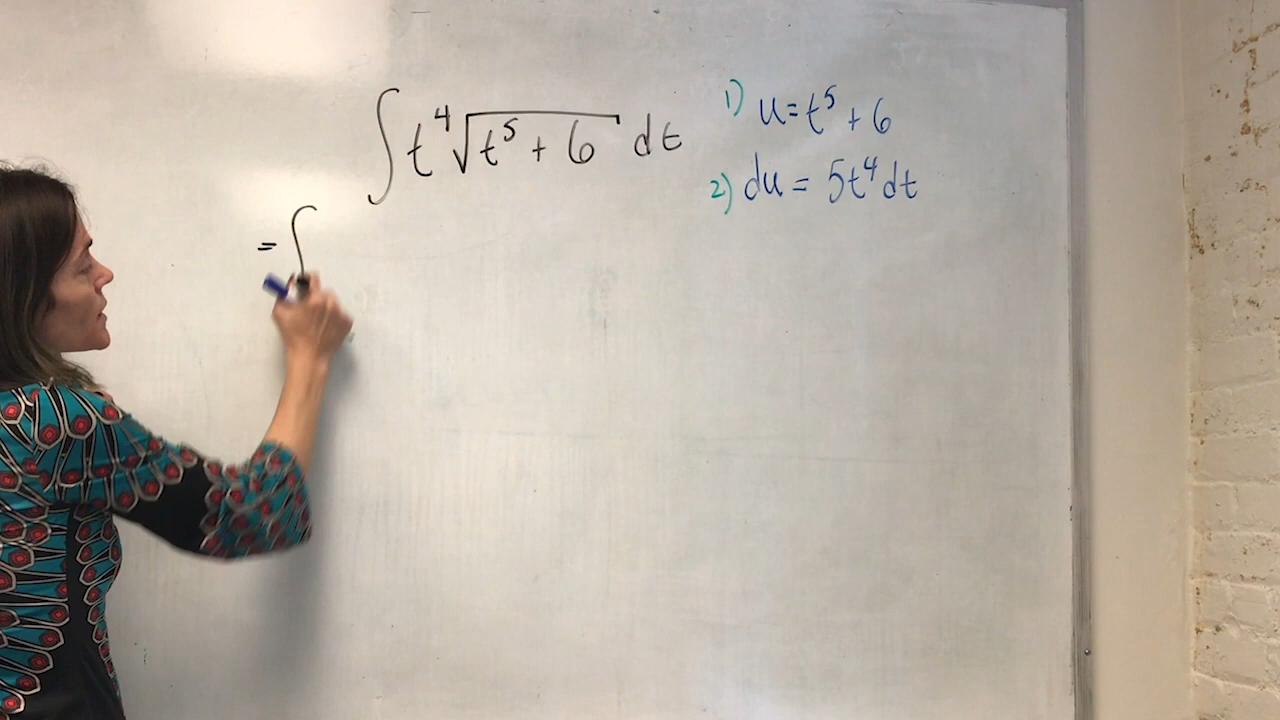 ∫ t⁴ √(t⁵ + 6) dt
1) u = t⁵ + 6
2) du = 5t⁴ dt
= ∫